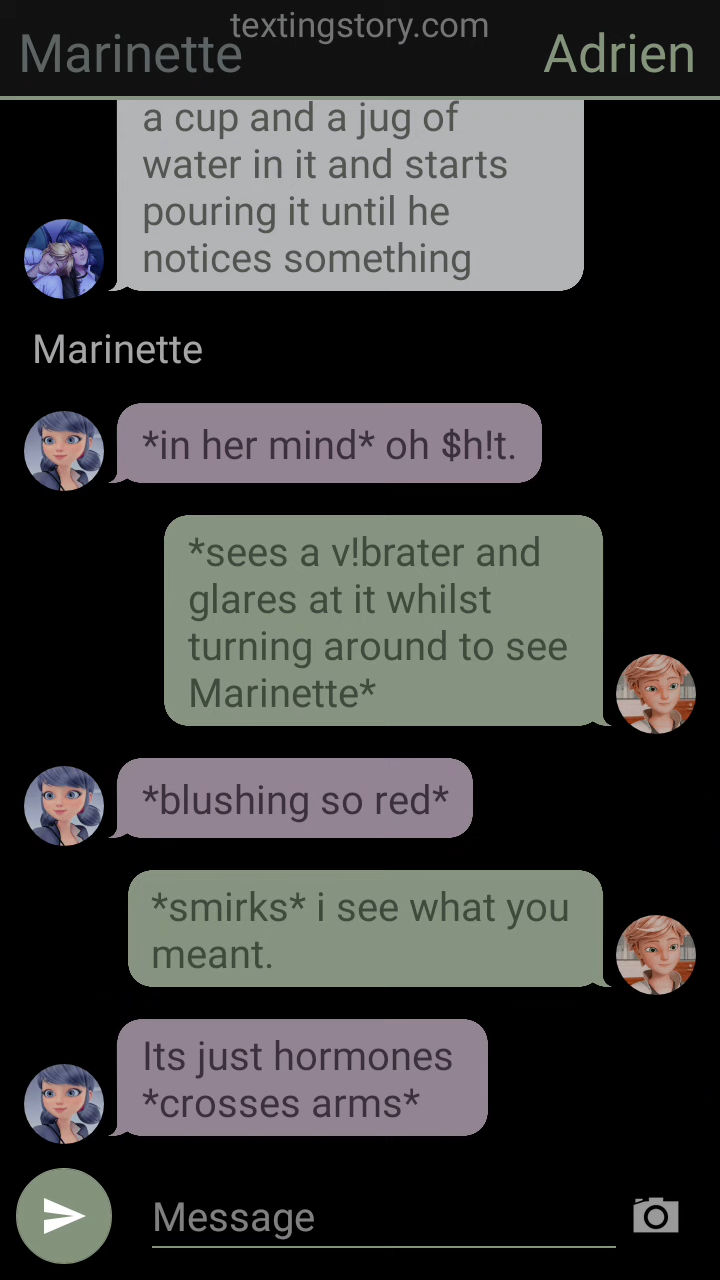 textingstory.com
Marinette
Adrien
a cup and a jug of
water in it and starts
pouring it until he
notices something
Marinette
*in her mind* oh $h!t.
*sees a v!brater and
glares at it whilst
turning around to see
Marinette*
*blushing so red*
*smirks* i see what you
meant.
Its just hormones
*crosses arms*
Message